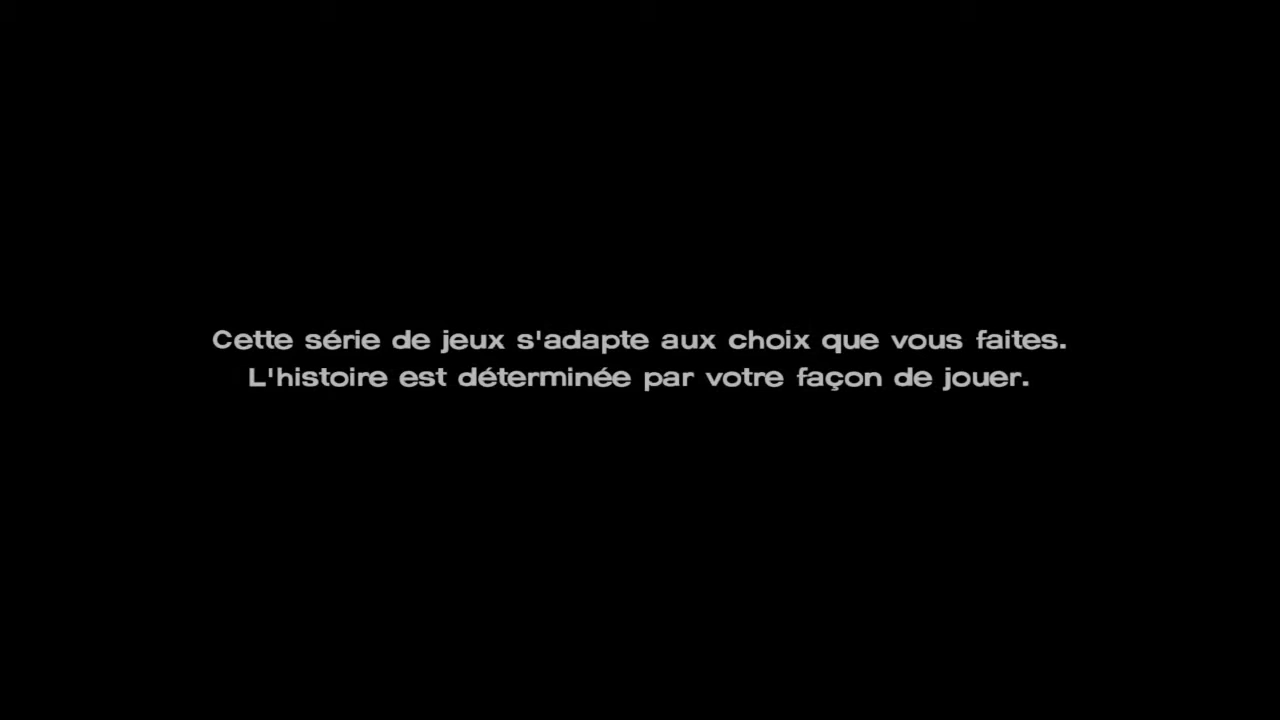 Cette série de jeux s'adapte aux choix que vous faites.
L'histoire est déterminée par votre façon de jouer.